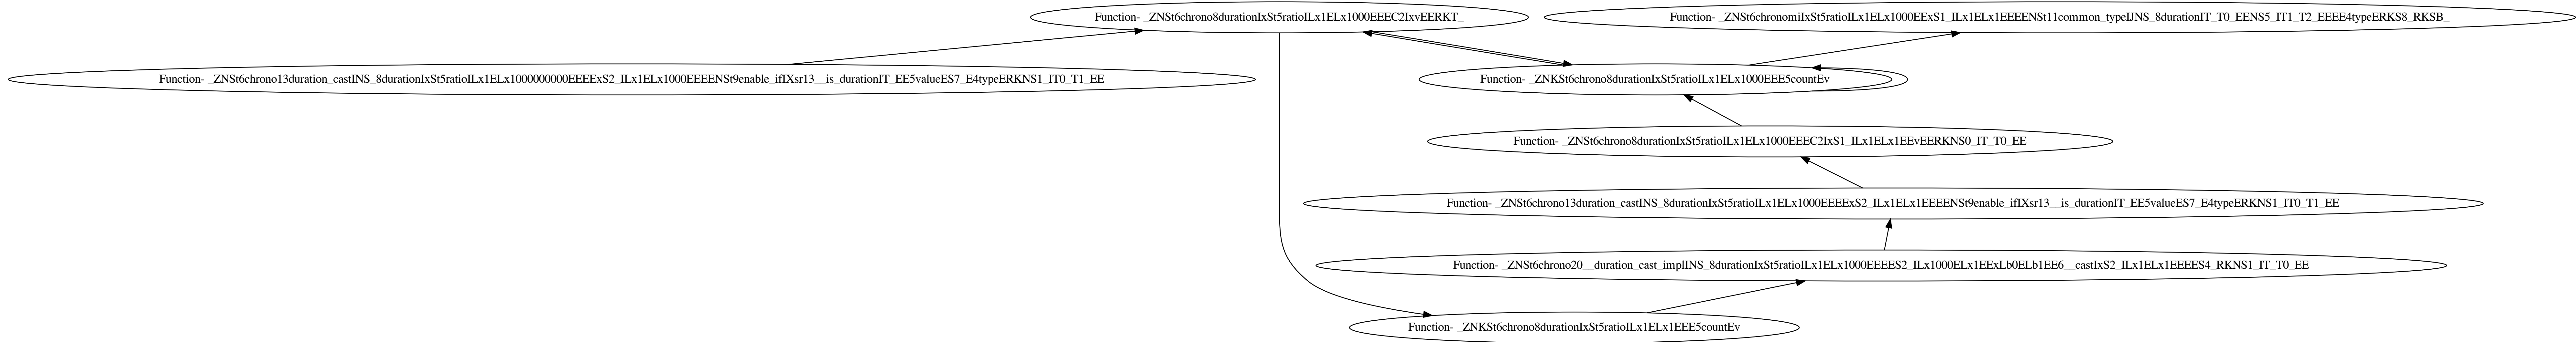 Function- _ZNSt6chrono8durationIxSt5ratioILx1ELx1000EEEC2IxvEERKT_
Function- _ZNSt6chronomiIxSt5ratioILx1ELx1000EExS1_ILx1ELx1EEEENSt11common_typeIJNS_8durationIT_T0_EENS5_IT1_T2_EEEE4typeERKS8_RKSB_
Function- _ZNSt6chrono13duration_castINS_8durationIxSt5ratioILx1ELx1000000000EEEExS2_ILx1ELx1000EEEENSt9enable_ifIXsr13__is_durationIT_EE5valueES7_E4typeERKNS1_IT0_T1_EE
Function- _ZNKSt6chrono8durationIxSt5ratioILx1ELx1000EEE5countEv
Function- _ZNSt6chrono8durationIxSt5ratioILx1ELx1000EEEC2IxS1_ILx1ELx1EEvEERKNS0_IT_T0_EE
Function- _ZNSt6chrono13duration_castINS_8durationIxSt5ratioILx1ELx1000EEEExS2_ILx1ELx1EEEENSt9enable_ifIXsr13__is_durationIT_EE5valueES7_E4typeERKNS1_IT0_T1_EE
Function- _ZNSt6chrono20__duration_cast_implINS_8durationIxSt5ratioILx1ELx1000EEEES2_ILx1000ELx1EExLb0ELb1EE6__castIxS2_ILx1ELx1EEEES4_RKNS1_IT_T0_EE
Function- _ZNKSt6chrono8durationIxSt5ratioILx1ELx1EEE5countEv